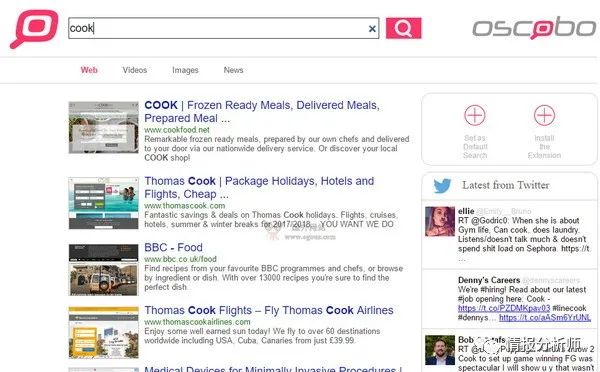 cook
oscobo
Web Videos Images News
COOK | Frozen Ready Meals, Delivered Meals,
Prepared Meal ...
www.cookfood.net
Remarkable frozen ready meals, prepared by our own chefs and delivered
to your door via our nationwide delivery service. Or discover your local
COOK shop!
Thomas Cook | Package Holidays, Hotels and
Flights, Cheap ...
www.thomascook.com
Fantastic savings & deals on Thomas Cook holidays. Flights, cruises,
hotels, summer & winter breaks for 2017/2018. YOU WANT WE DO
BBC - Food
www.bbc.co.uk/food
Find recipes from your favourite BBC programmes and chefs, or browse
by ingredient or dish. With over 13000 recipes you're sure to find the
perfect dish.
Thomas Cook Flights – Fly Thomas Cook Airlines
www.thomascookairlines.com
Enjoy some well earned sun today! We fly to over 60 destinations
worldwide including USA, Cuba, Canaries from just £39.99.
Medical Devices for Minimally Invasive Procedures
Set as
Default
Search
Install
the
Extension
Latest from Twitter
ellie @Emily__Bruno
RT @Godric0: When she is about
Gym life, Can cook, does laundry,
Listens/doesn't talk much & doesn't
spend shit load on Sephora. https://t
...
Denny's Careers @dennyscareers
We're #hiring! Read about our latest
#job opening here: Cook -
https://t.co/PZDMKpav03 #linecook
#dennys... https://t.co/aASm6YrUNL
Cook to set up game winning FG was
spectacular I will show u y that wasn't
情报分析师